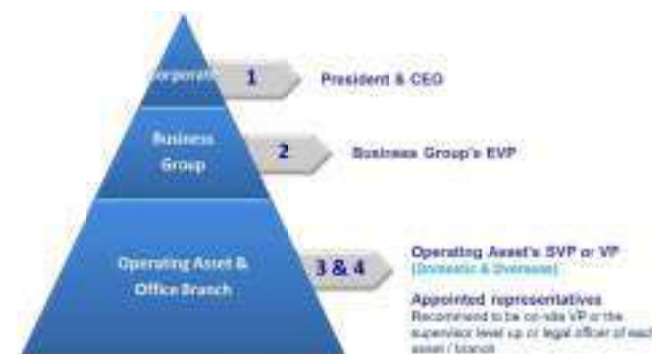 Corporate
1
President & CEO
Business
Group
2
Business Group's EVP
Operating Asset &
Office Branch
3 & 4
Operating Asset's SVP or VP
(Domestic & Overseas)
Appointed representatives
Recommend to be on-site VP or the
supervisor level up or legal officer of each
asset / branch